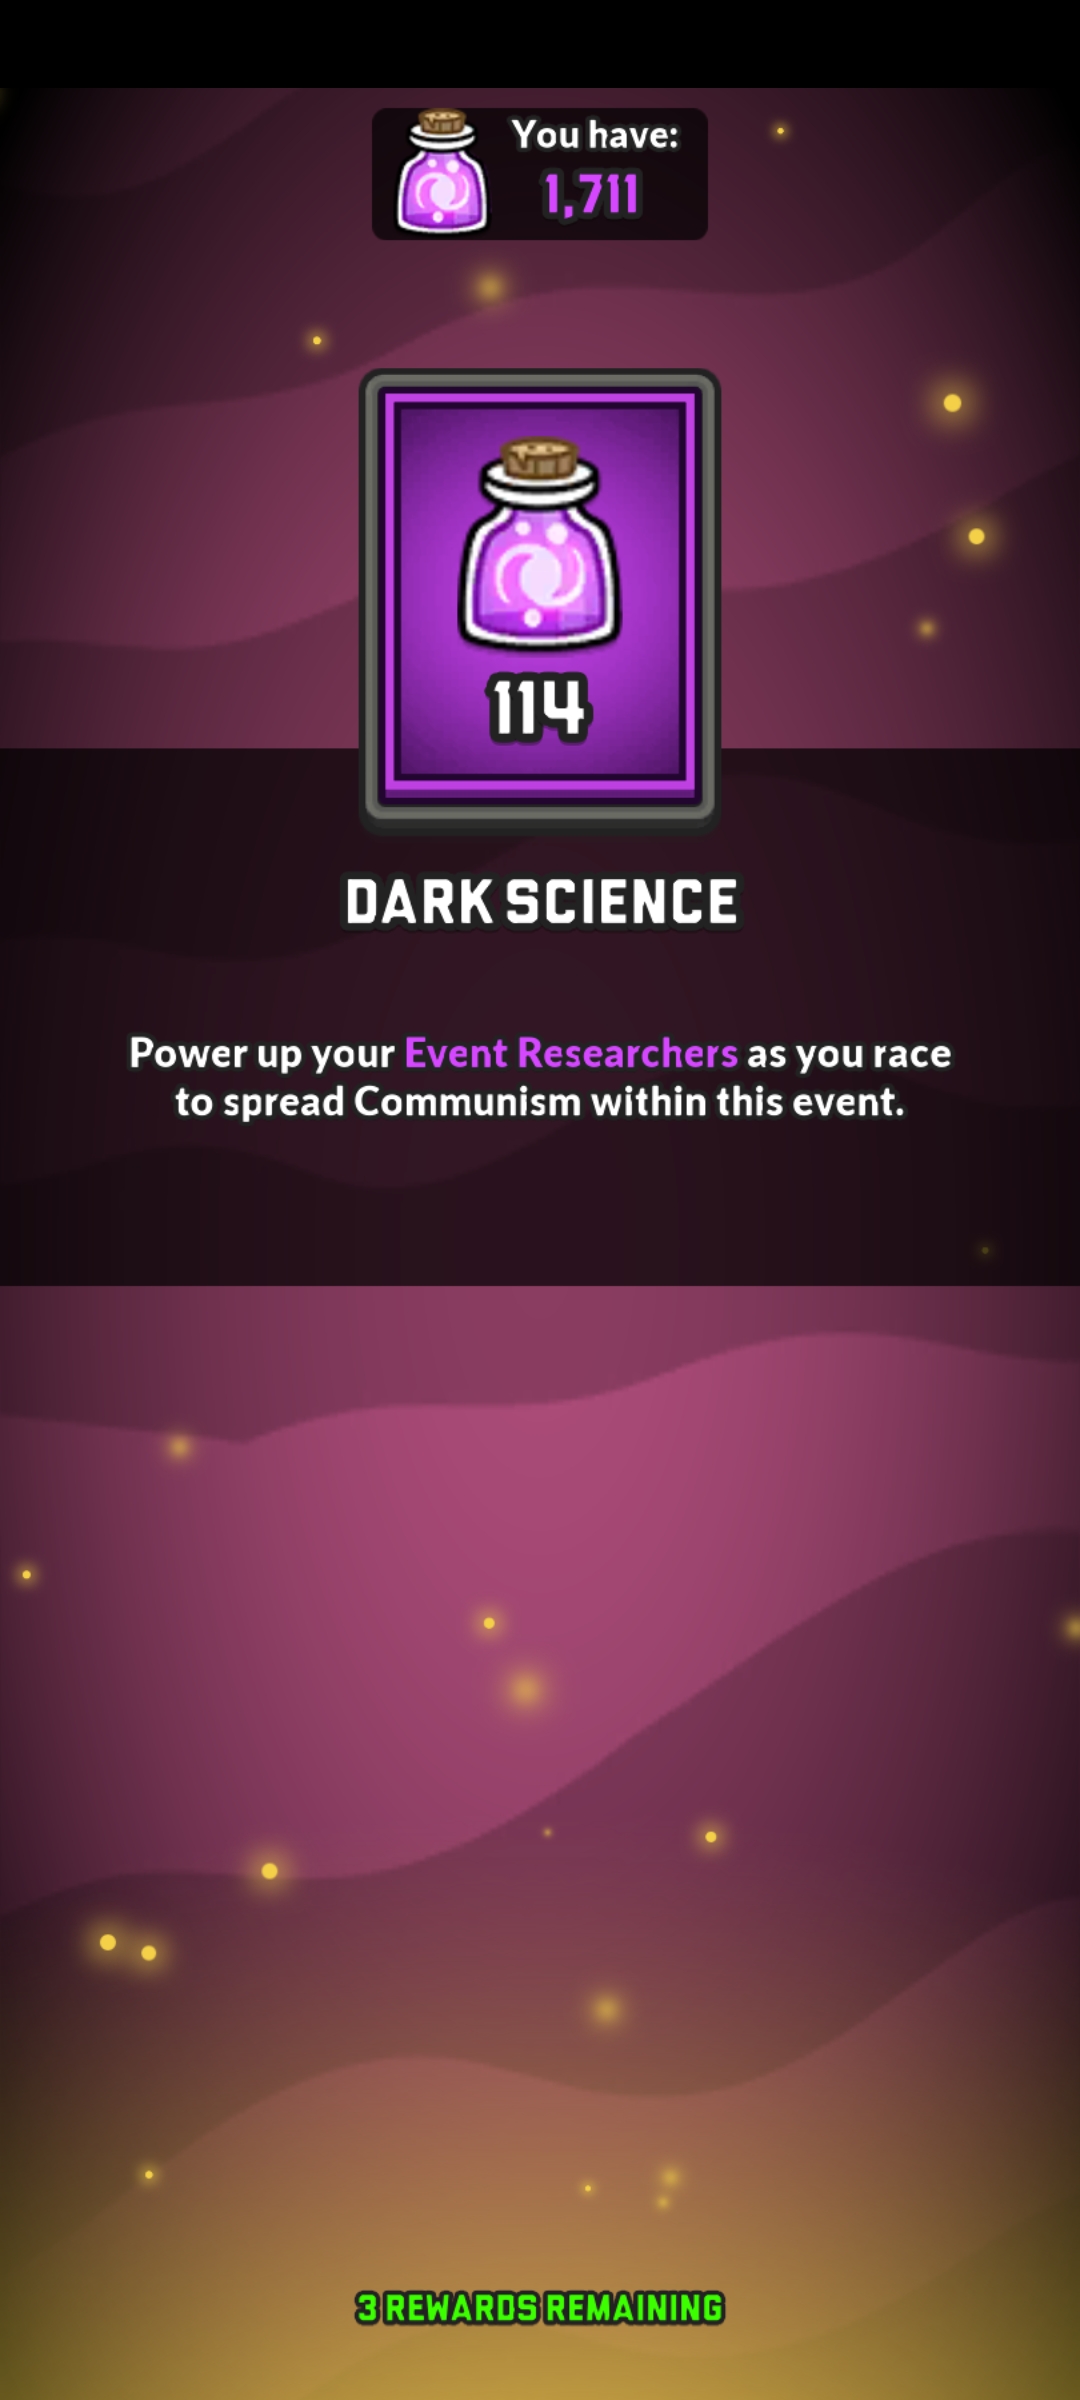 You have:
1,711
114
DARK SCIENCE
Power up your Event Researchers as you race
to spread Communism within this event.
3 REWARDS REMAINING